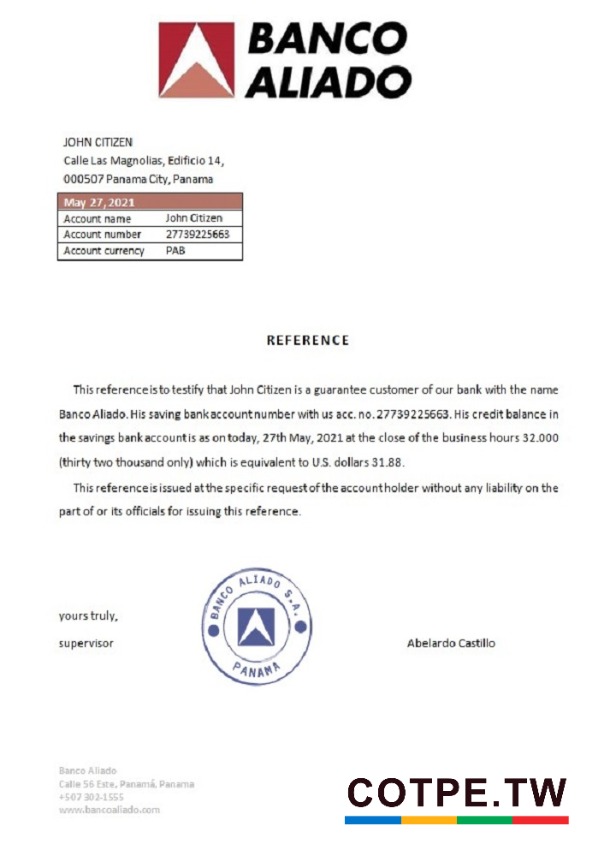 BANCO
ALIADO
JOHN CITIZEN
Calle Las Magnolias, Edificio 14,
000507 Panama City, Panama
May 27, 2021
Account name John Citizen
Account number 27739225663
Account currency PAB
REFERENCE
This reference is to testify that John Citizen is a guarantee customer of our bank with the name
Banco Aliado. His saving bank account number with us acc. no. 27739225663. His credit balance in
the savings bank account is as on today, 27th May, 2021 at the close of the business hours 32.000
(thirty two thousand only) which is equivalent to U.S. dollars 31.88.
This reference is issued at the specific request of the account holder without any liability on the
part of or its officials for issuing this reference.
BANCO ALIADO S.A.
PANAMA
yours truly,
supervisor
Abelardo Castillo
Banco Aliado
Calle 56 Este, Panamá, Panama
+507 302-1555
www.bancoaliado.com
COTPE.TW